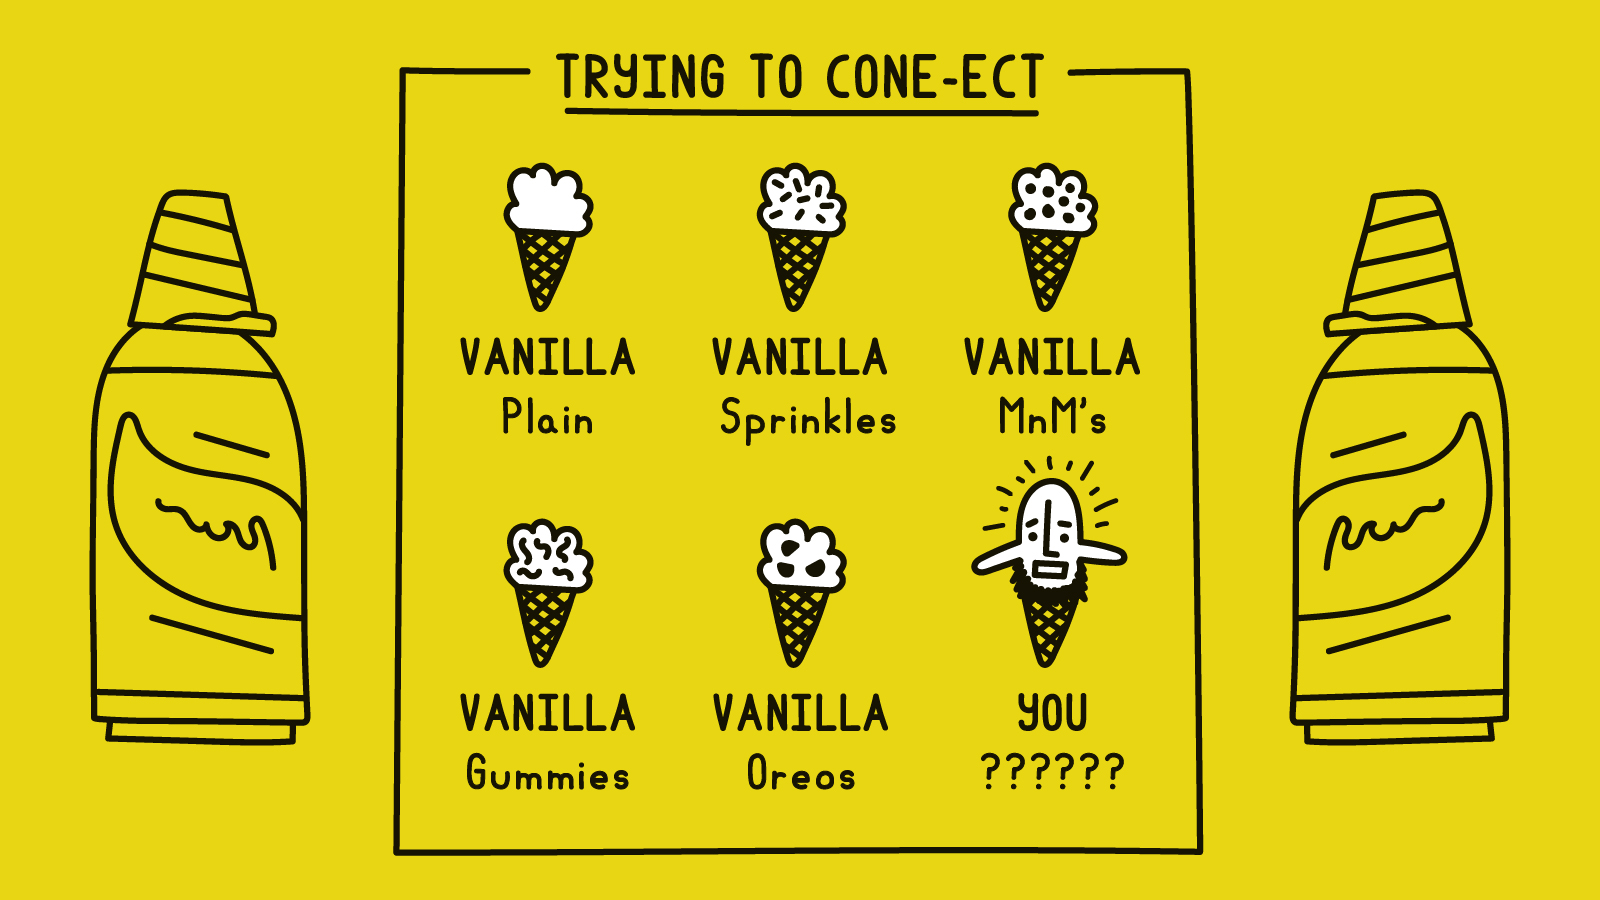 TRYING TO CONE-ECT
VANILLA
Plain
VANILLA
Sprinkles
VANILLA
MnM's
VANILLA
Gummies
VANILLA
Oreos
YOU
??????